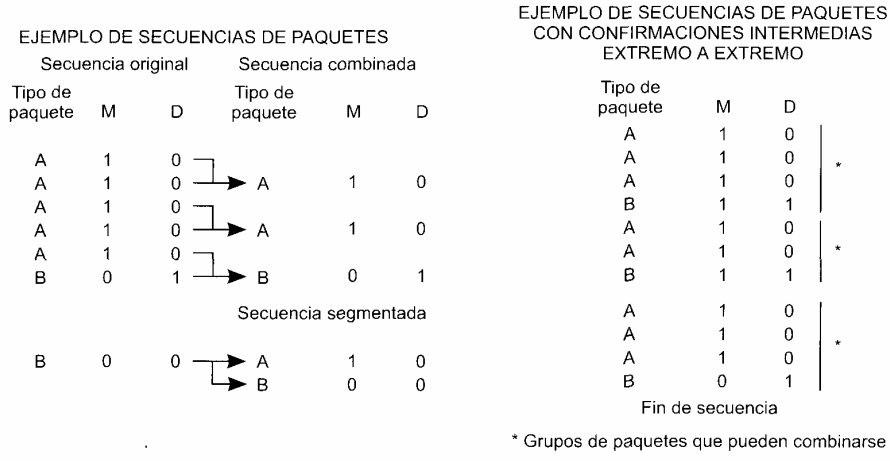 EJEMPLO DE SECUENCIAS DE PAQUETES
Secuencia original Secuencia combinada
Tipo de paquete M D Tipo de paquete M D
A 1 0
A 1 0 A 1 0
A 1 0
A 1 0 A 1 0
A 1 0
B 0 1 B 0 1
Secuencia segmentada
B 0 0 A 1 0
B 0 0
EJEMPLO DE SECUENCIAS DE PAQUETES
CON CONFIRMACIONES INTERMEDIAS
EXTREMO A EXTREMO
Tipo de
paquete M D
A 1 0
A 1 0
A 1 0 *
B 1 1
A 1 0
A 1 0 *
B 1 1
A 1 0
A 1 0
A 1 0 *
B 0 1
Fin de secuencia
* Grupos de paquetes que pueden combinarse